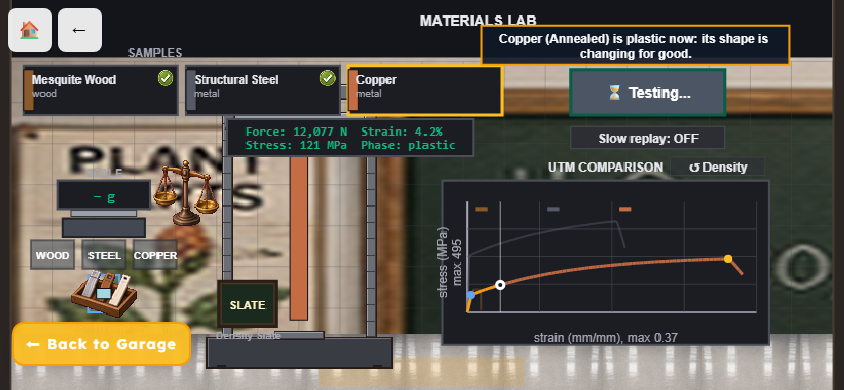 MATERIALS LAB
Copper (Annealed) is plastic now: its shape is
changing for good.
SAMPLES
Mesquite Wood
wood
Structural Steel
metal
Copper
metal
Testing...
Force: 12,077 N Strain: 4.2%
Stress: 121 MPa Phase: plastic
Slow replay: OFF
UTM COMPARISON
↺ Density
PLANT
- g
WOOD
STEEL
COPPER
SLATE
Density Slate
stress (MPa)
max 495
strain (mm/mm), max 0.37
← Back to Garage